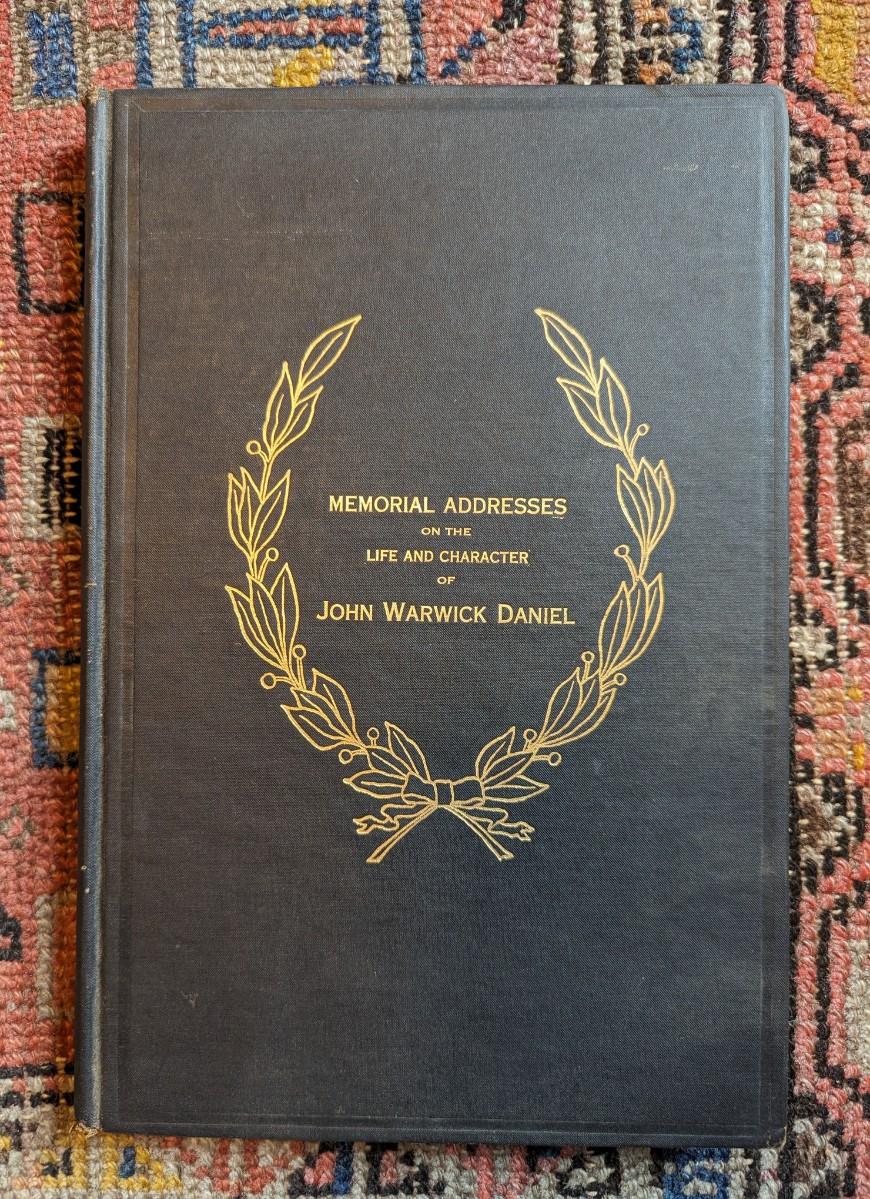 MEMORIAL ADDRESSES
ON THE
LIFE AND CHARACTER
OF
JOHN WARWICK DANIEL